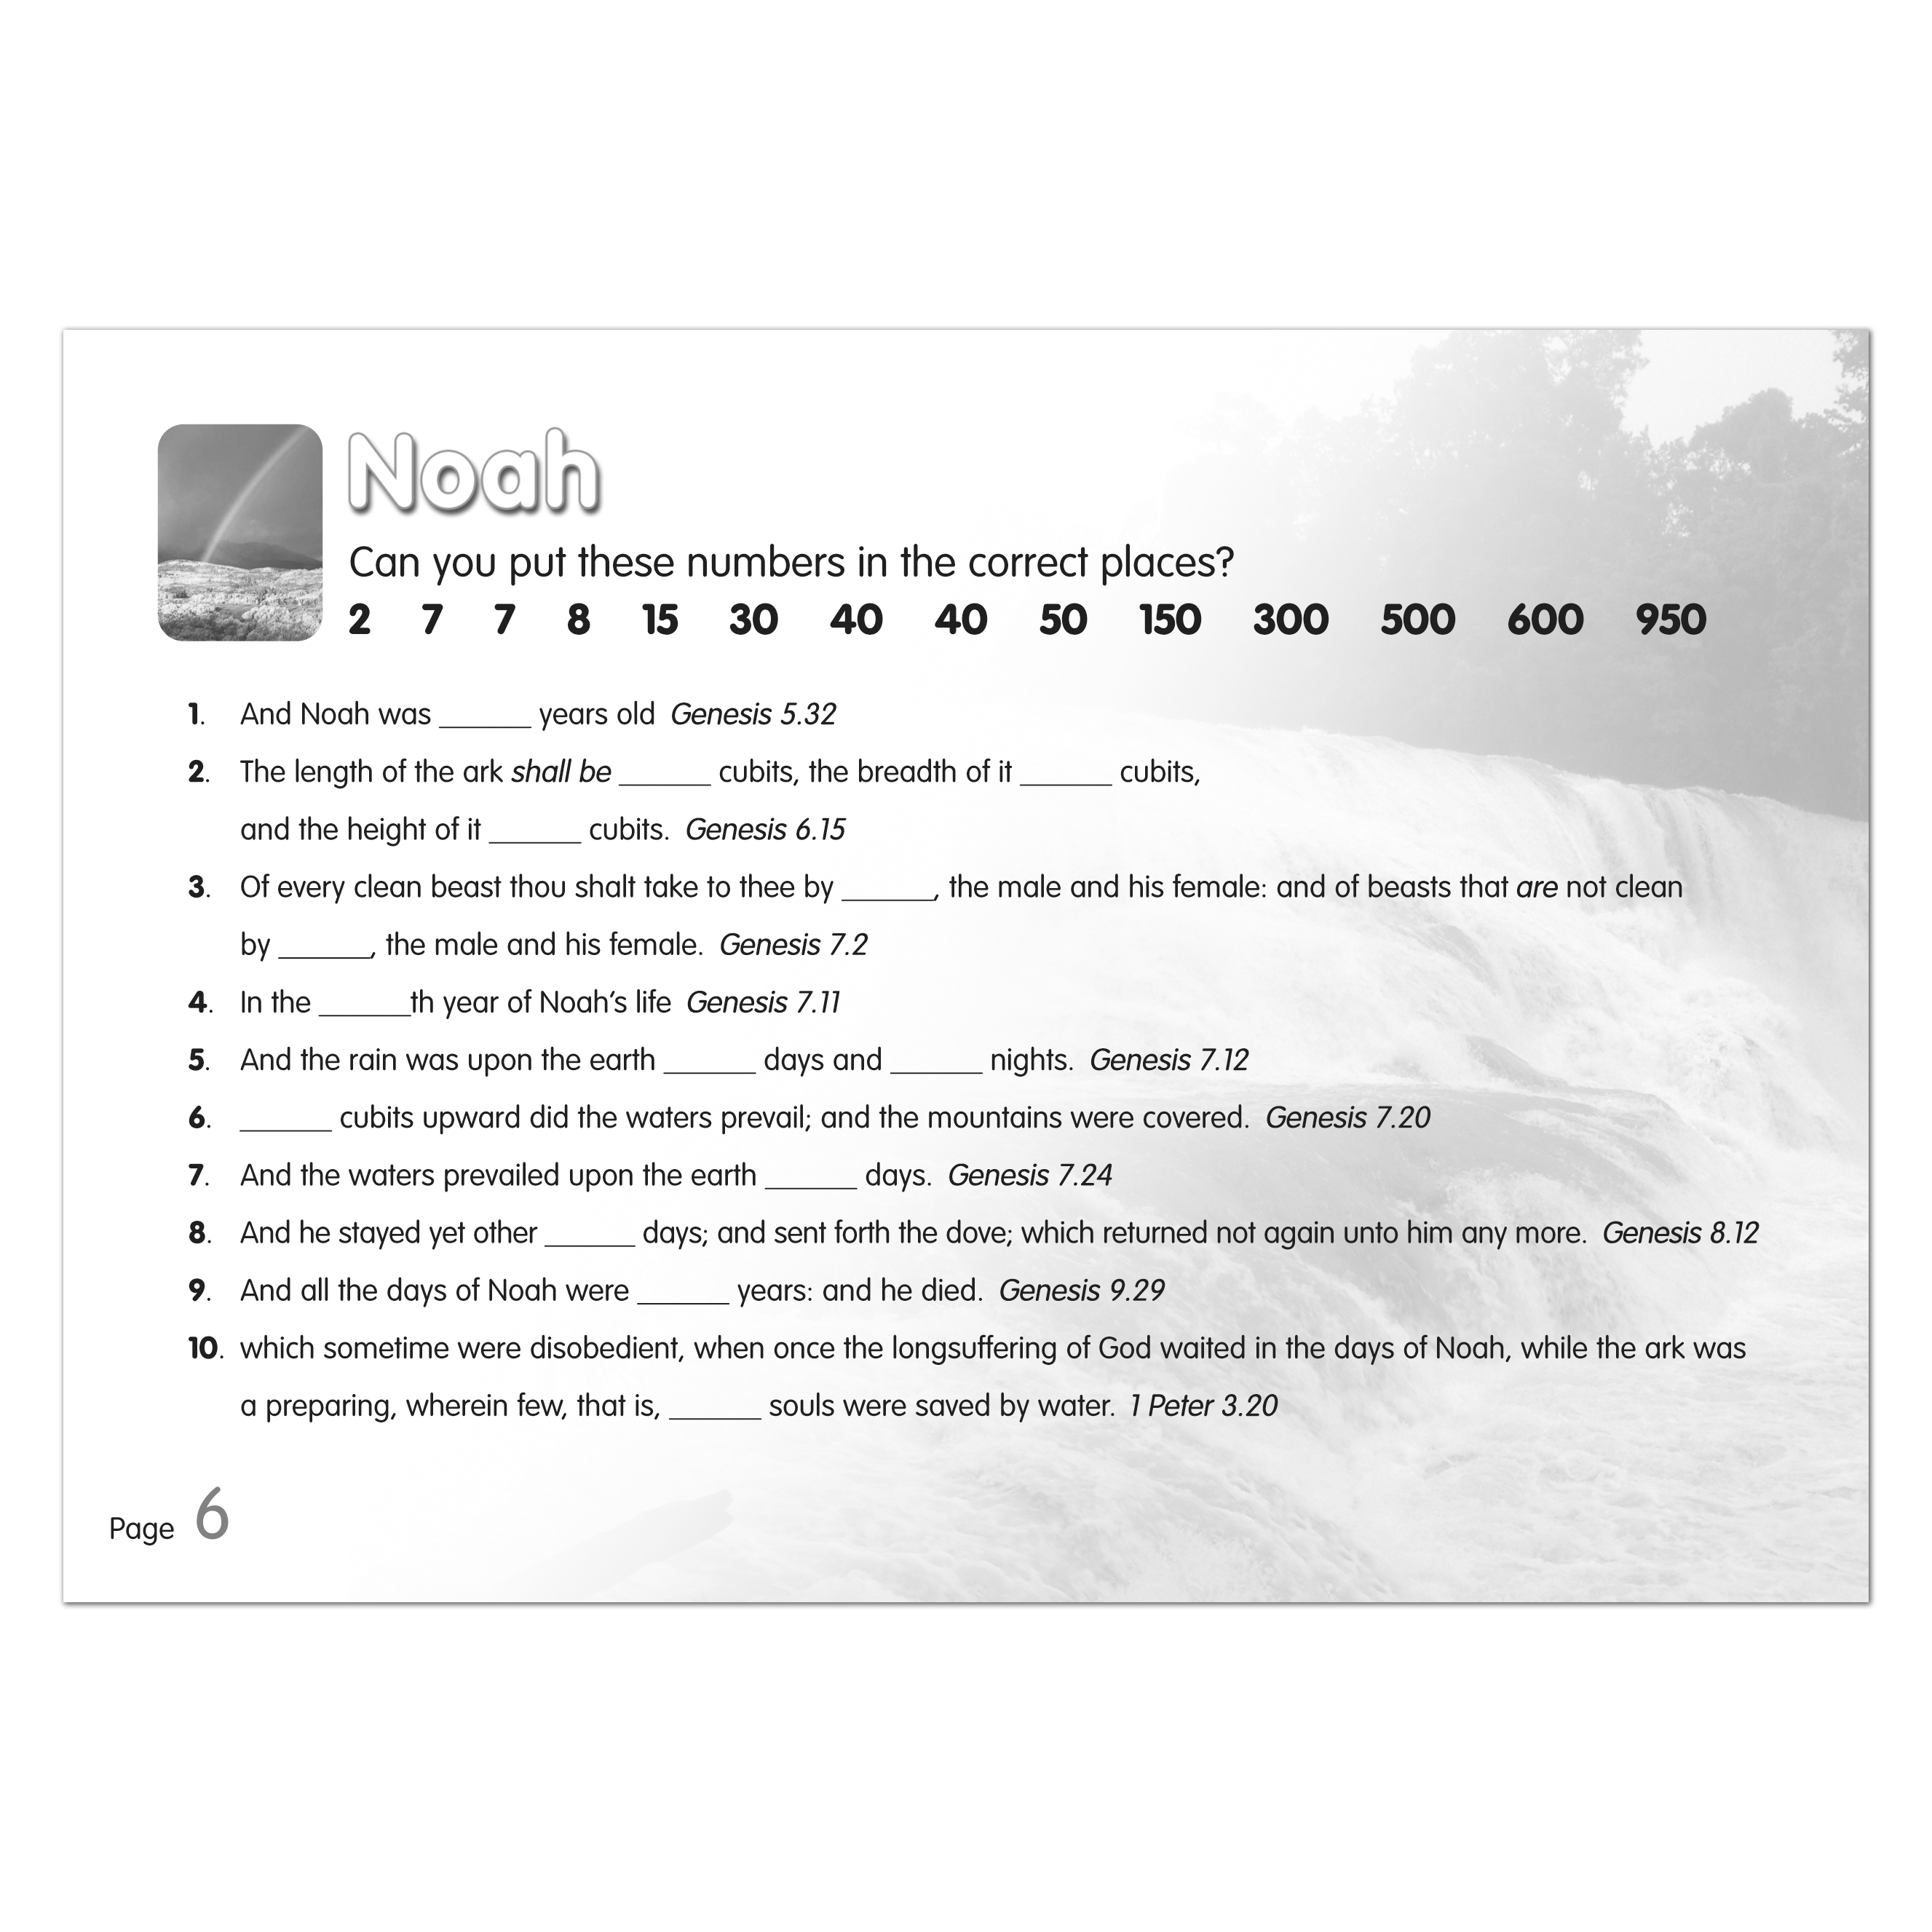 Noah
Can you put these numbers in the correct places?
2 7 7 8 15 30 40 40 50 150 300 500 600 950
1. And Noah was ______ years old Genesis 5.32
2. The length of the ark shall be ______ cubits, the breadth of it ______ cubits,
and the height of it ______ cubits. Genesis 6.15
3. Of every clean beast thou shalt take to thee by ______, the male and his female: and of beasts that are not clean
by ______, the male and his female. Genesis 7.2
4. In the ______th year of Noah's life Genesis 7.11
5. And the rain was upon the earth ______ days and ______ nights. Genesis 7.12
6. ______ cubits upward did the waters prevail; and the mountains were covered. Genesis 7.20
7. And the waters prevailed upon the earth ______ days. Genesis 7.24
8. And he stayed yet other ______ days; and sent forth the dove; which returned not again unto him any more. Genesis 8.12
9. And all the days of Noah were ______ years: and he died. Genesis 9.29
10. which sometime were disobedient, when once the longsuffering of God waited in the days of Noah, while the ark was
a preparing, wherein few, that is, ______ souls were saved by water. 1 Peter 3.20
Page 6